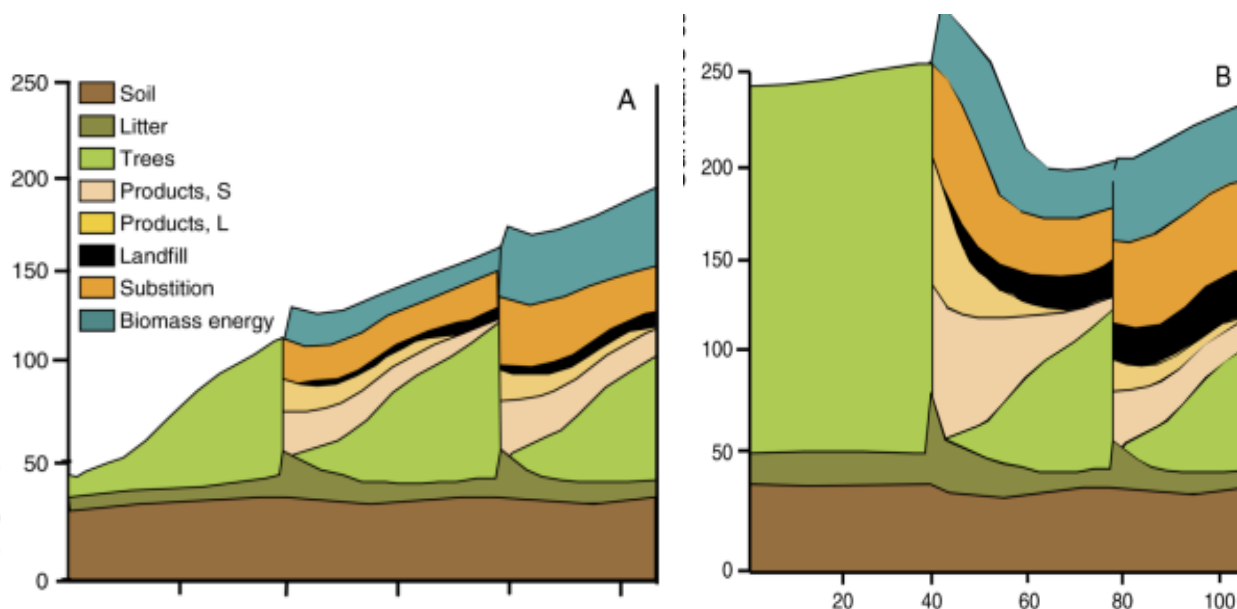 250
200
150
100
50
0
Soil
Litter
Trees
Products, S
Products, L
Landfill
Substition
Biomass energy
A
250
200
150
100
50
0
B
20 40 60 80 100